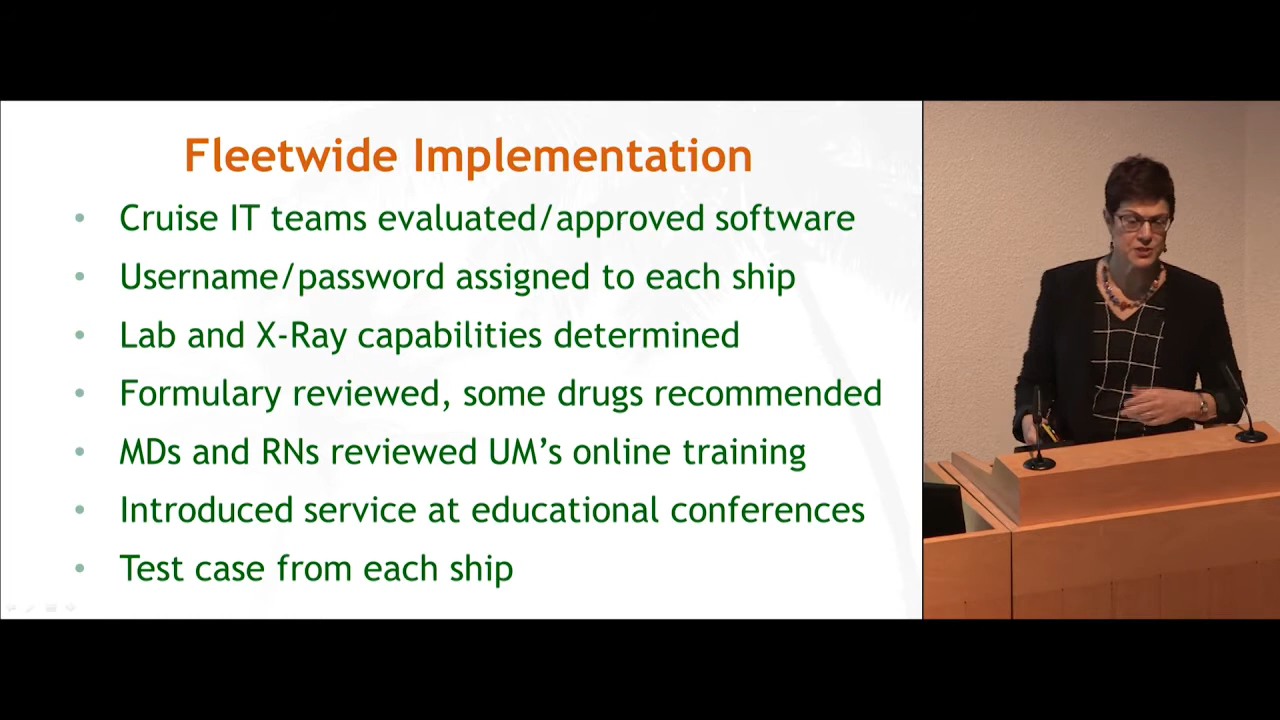 Fleetwide Implementation
• Cruise IT teams evaluated/approved software
• Username/password assigned to each ship
• Lab and X-Ray capabilities determined
• Formulary reviewed, some drugs recommended
• MDs and RNs reviewed UM’s online training
• Introduced service at educational conferences
• Test case from each ship